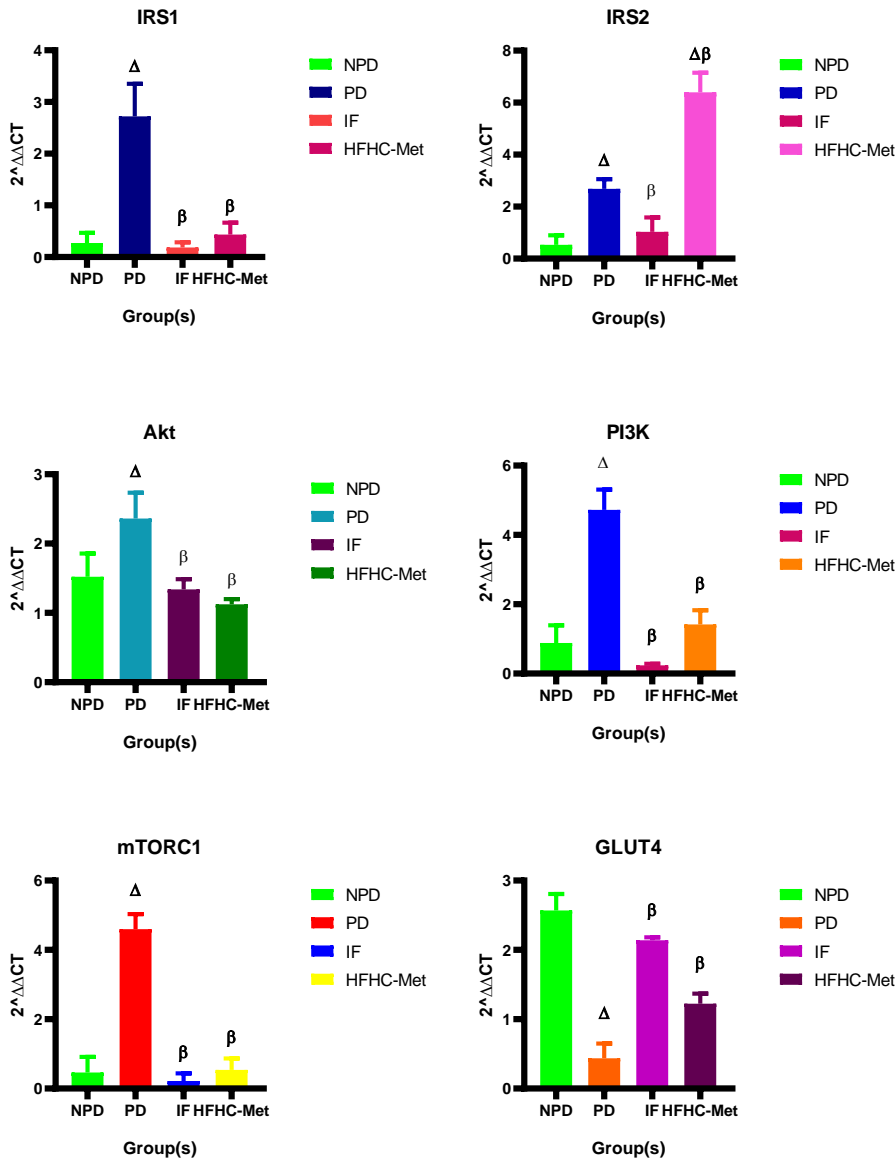 IRS1
4
3
2
1
0
2^ΔΔCT
Δ
β
β
NPD
PD
IF
HFHC-Met
Group(s)
NPD
PD
IF
HFHC-Met
IRS2
8
6
4
2
0
2^ΔΔCT
Δ
β
Δβ
NPD
PD
IF
HFHC-Met
Group(s)
NPD
PD
IF
HFHC-Met
Akt
3
2
1
0
2^ΔΔCT
Δ
β
β
NPD
PD
IF
HFHC-Met
Group(s)
NPD
PD
IF
HFHC-Met
PI3K
6
4
2
0
2^ΔΔCT
Δ
β
β
NPD
PD
IF
HFHC-Met
Group(s)
NPD
PD
IF
HFHC-Met
mTORC1
6
4
2
0
2^ΔΔCT
Δ
β
β
NPD
PD
IF
HFHC-Met
Group(s)
NPD
PD
IF
HFHC-Met
GLUT4
3
2
1
0
2^ΔΔCT
Δ
β
β
NPD
PD
IF
HFHC-Met
Group(s)
NPD
PD
IF
HFHC-Met